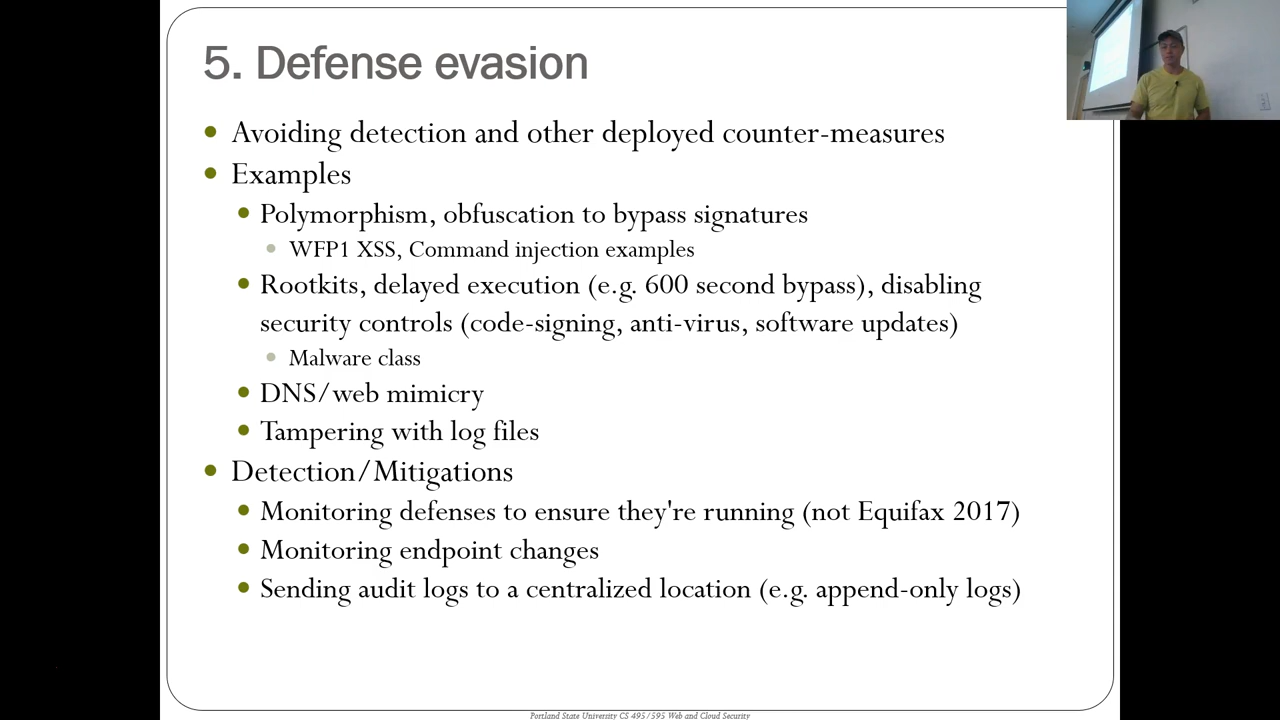 5. Defense evasion
Avoiding detection and other deployed counter-measures
Examples
Polymorphism, obfuscation to bypass signatures
WFP1 XSS, Command injection examples
Rootkits, delayed execution (e.g. 600 second bypass), disabling
security controls (code-signing, anti-virus, software updates)
Malware class
DNS/web mimicry
Tampering with log files
Detection/Mitigations
Monitoring defenses to ensure they're running (not Equifax 2017)
Monitoring endpoint changes
Sending audit logs to a centralized location (e.g. append-only logs)
Portland State University CS 495/595 Web and Cloud Security